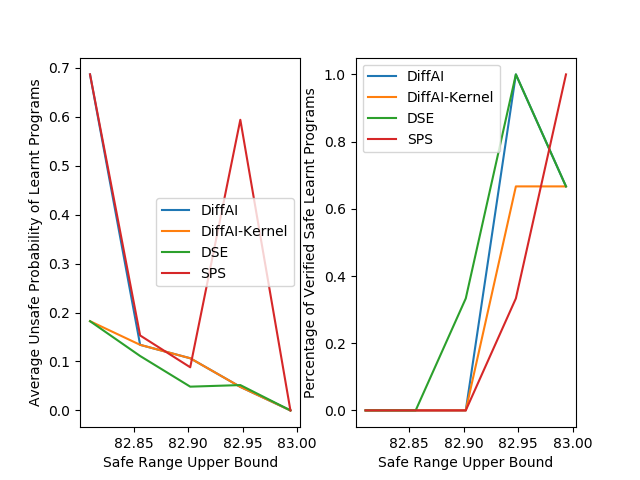 Average Unsafe Probability of Learnt Programs
0.7
0.6
0.5
0.4
0.3
0.2
0.1
0.0
DiffAI
DiffAI-Kernel
DSE
SPS
82.85 82.90 82.95 83.00
Safe Range Upper Bound
Percentage of Verified Safe Learnt Programs
1.0
0.8
0.6
0.4
0.2
0.0
DiffAI
DiffAI-Kernel
DSE
SPS
82.85 82.90 82.95 83.00
Safe Range Upper Bound